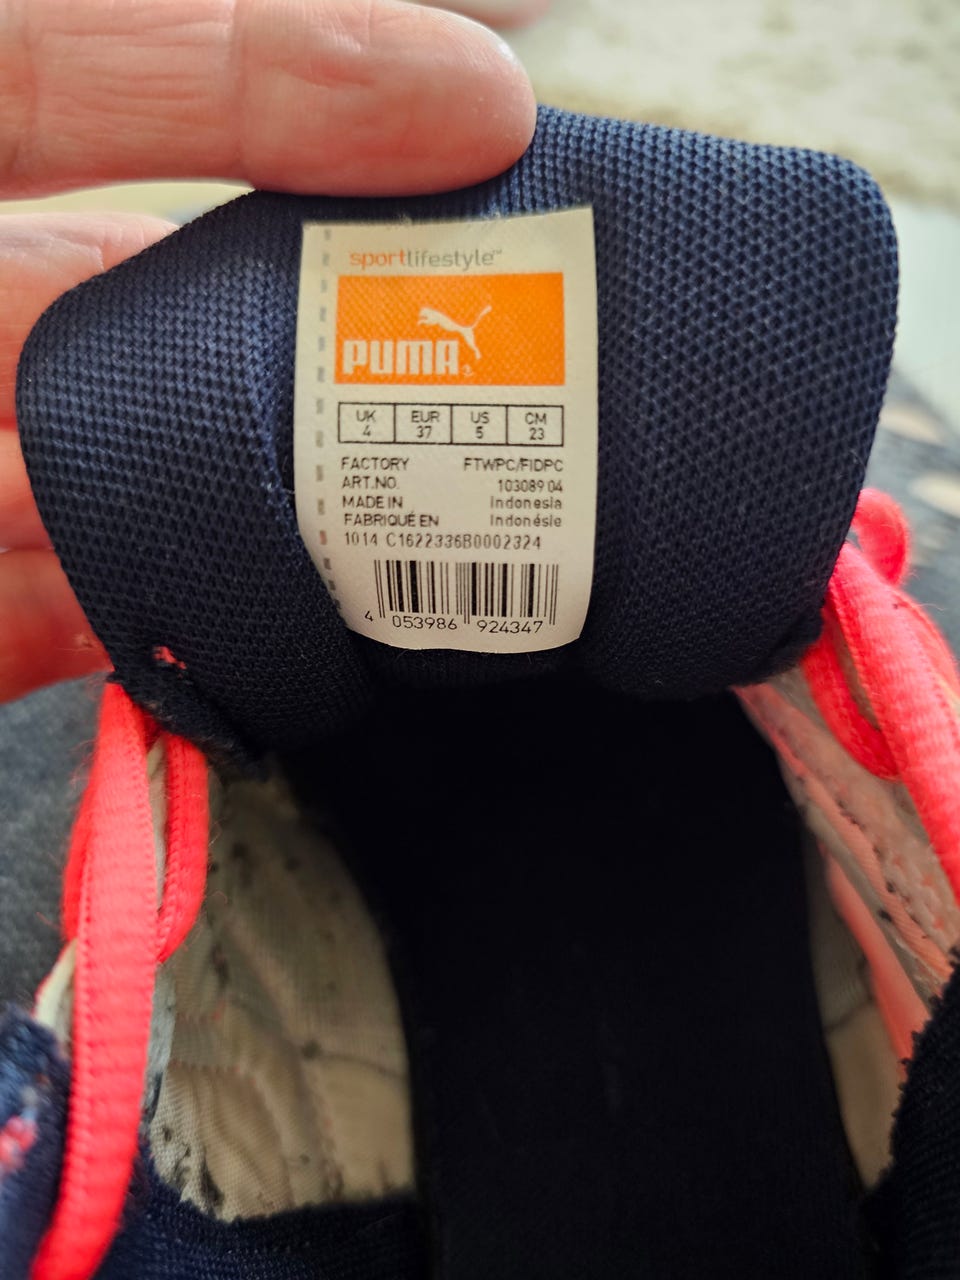 sportlifestyle™
PUMA®
UK EUR US CM
4 37 5 23
FACTORY FTWPC/FIDPC
ART.NO. 103089 04
MADE IN Indonesia
FABRIQUÉ EN Indonésie
1014 C1622336B0002324
4 053986 924347